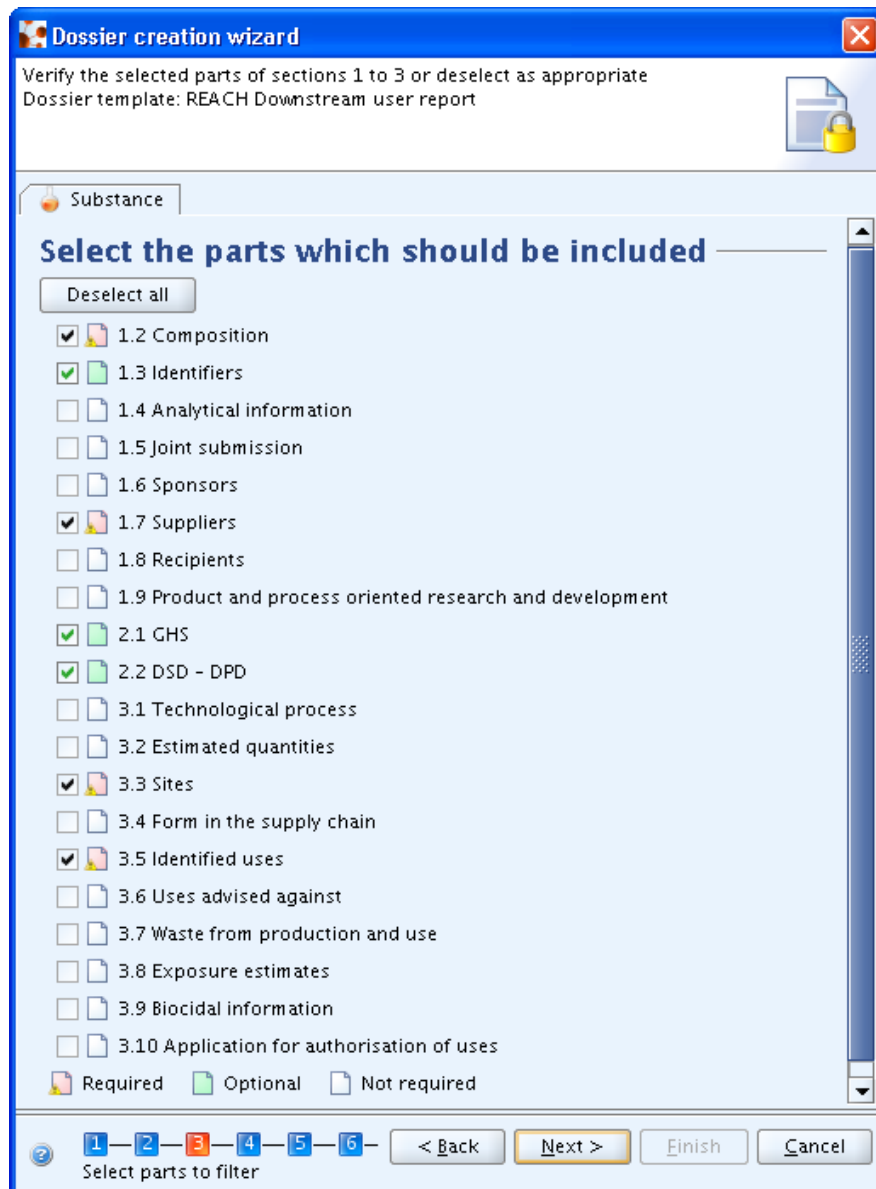 Dossier creation wizard
Verify the selected parts of sections 1 to 3 or deselect as appropriate
Dossier template: REACH Downstream user report
Substance
Select the parts which should be included
Deselect all
1.2 Composition
1.3 Identifiers
1.4 Analytical information
1.5 Joint submission
1.6 Sponsors
1.7 Suppliers
1.8 Recipients
1.9 Product and process oriented research and development
2.1 GHS
2.2 DSD - DPD
3.1 Technological process
3.2 Estimated quantities
3.3 Sites
3.4 Form in the supply chain
3.5 Identified uses
3.6 Uses advised against
3.7 Waste from production and use
3.8 Exposure estimates
3.9 Biocidal information
3.10 Application for authorisation of uses
Required Optional Not required
? 1 2 3 4 5 6 < Back Next > Finish Cancel
Select parts to filter